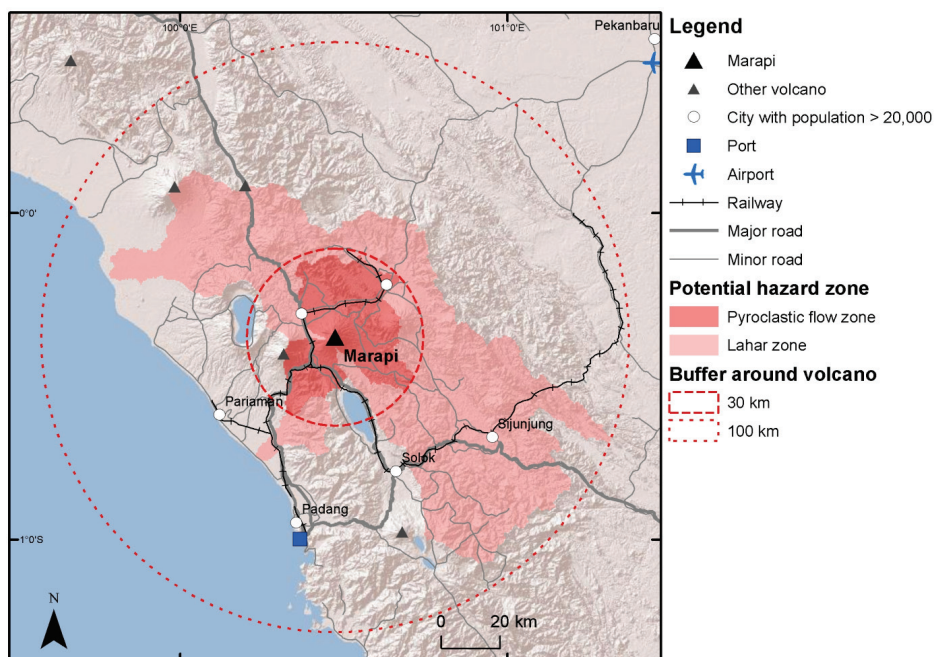 100°0'E
101°0'E
Pekanbaru
0°0'
Marapi
Pariaman
Sijunjung
Solok
Padang
1°0'S
N
0 20 km
Legend
Marapi
Other volcano
City with population > 20,000
Port
Airport
Railway
Major road
Minor road
Potential hazard zone
Pyroclastic flow zone
Lahar zone
Buffer around volcano
30 km
100 km